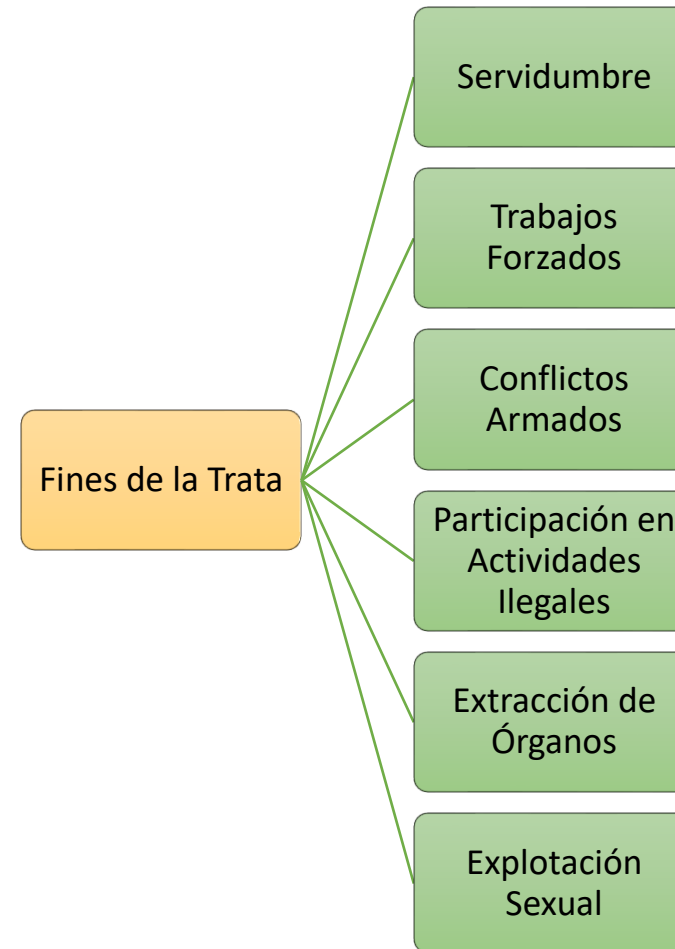 Fines de la Trata
Servidumbre
Trabajos
Forzados
Conflictos
Armados
Participación en
Actividades
Ilegales
Extracción de
Órganos
Explotación
Sexual